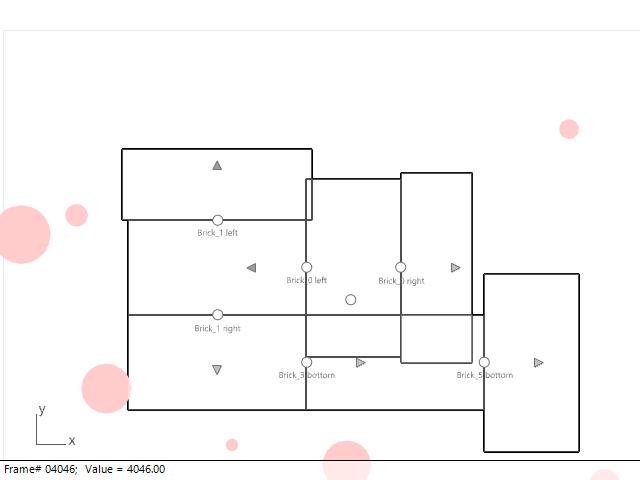 Brick_1 left
Brick_0 left
Brick_0 right
Brick_1 right
Brick_3 bottom
Brick_5 bottom
y
x
Frame# 04046; Value = 4046.00